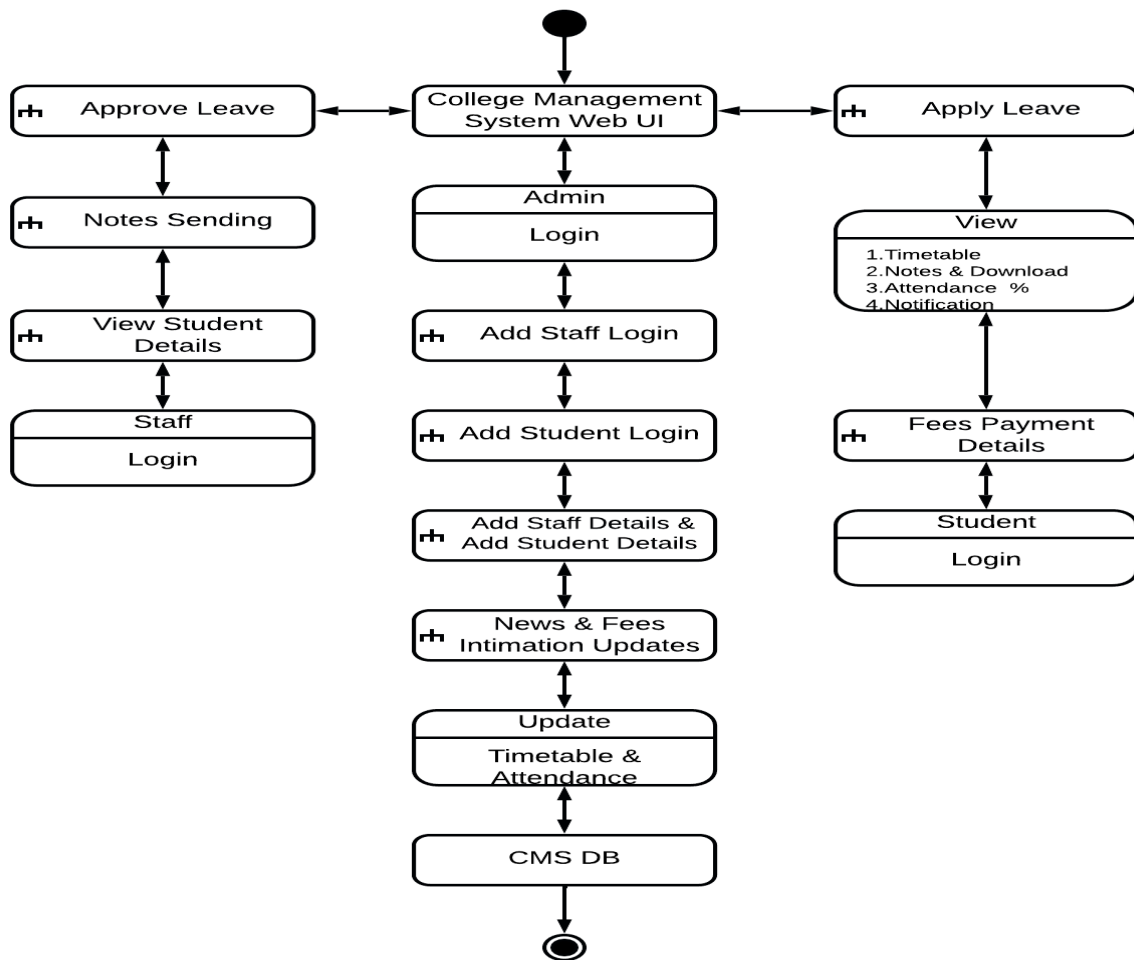 Approve Leave
College Management
System Web UI
Apply Leave
Notes Sending
Admin
Login
View
1.Timetable
2.Notes & Download
3.Attendance %
4.Notification
View Student
Details
Add Staff Login
Staff
Login
Add Student Login
Fees Payment
Details
Add Staff Details &
Add Student Details
Student
Login
News & Fees
Intimation Updates
Update
Timetable &
Attendance
CMS DB